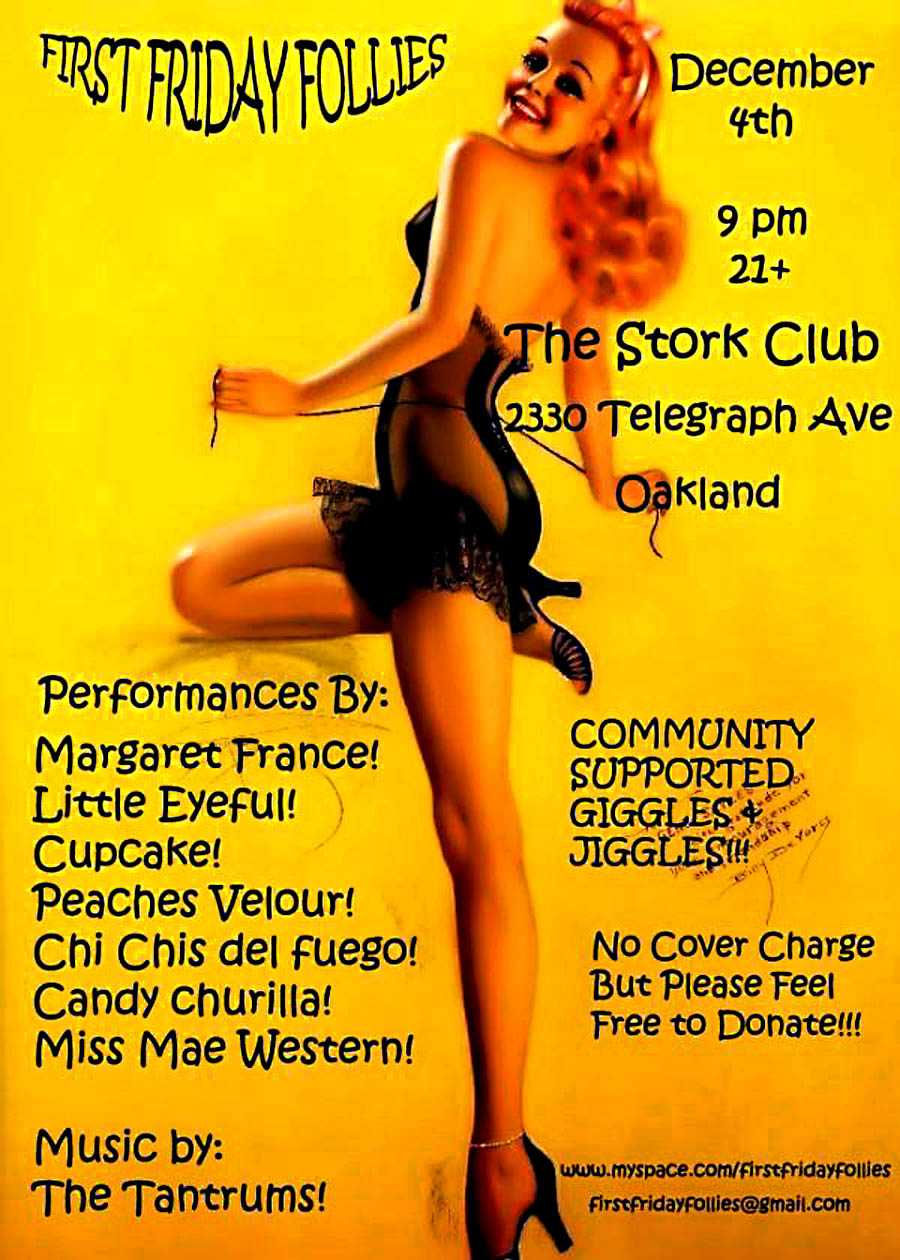 FIRST FRIDAY FOLLIES
December
4th
9 pm
21+
The Stork Club
2330 Telegraph Ave
Oakland
Performances By:
Margaret France!
Little Eyeful!
Cupcake!
Peaches Velour!
Chi Chis del fuego!
Candy churilla!
Miss Mae Western!
Music by:
The Tantrums!
COMMUNITY
SUPPORTED
GIGGLES &
JIGGLES!!!
No Cover Charge
But Please Feel
Free to Donate!!!
www.myspace.com/firstfridayfollies
firstfridayfollies@gmail.com